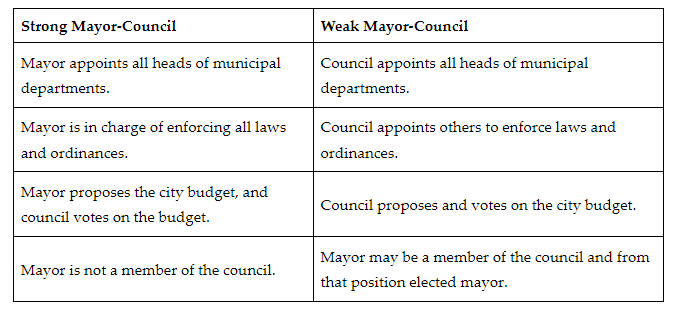 Strong Mayor-Council
Weak Mayor-Council
Mayor appoints all heads of municipal
departments.
Council appoints all heads of municipal
departments.
Mayor is in charge of enforcing all laws
and ordinances.
Council appoints others to enforce laws and
ordinances.
Mayor proposes the city budget, and
council votes on the budget.
Council proposes and votes on the city budget.
Mayor is not a member of the council.
Mayor may be a member of the council and from
that position elected mayor.